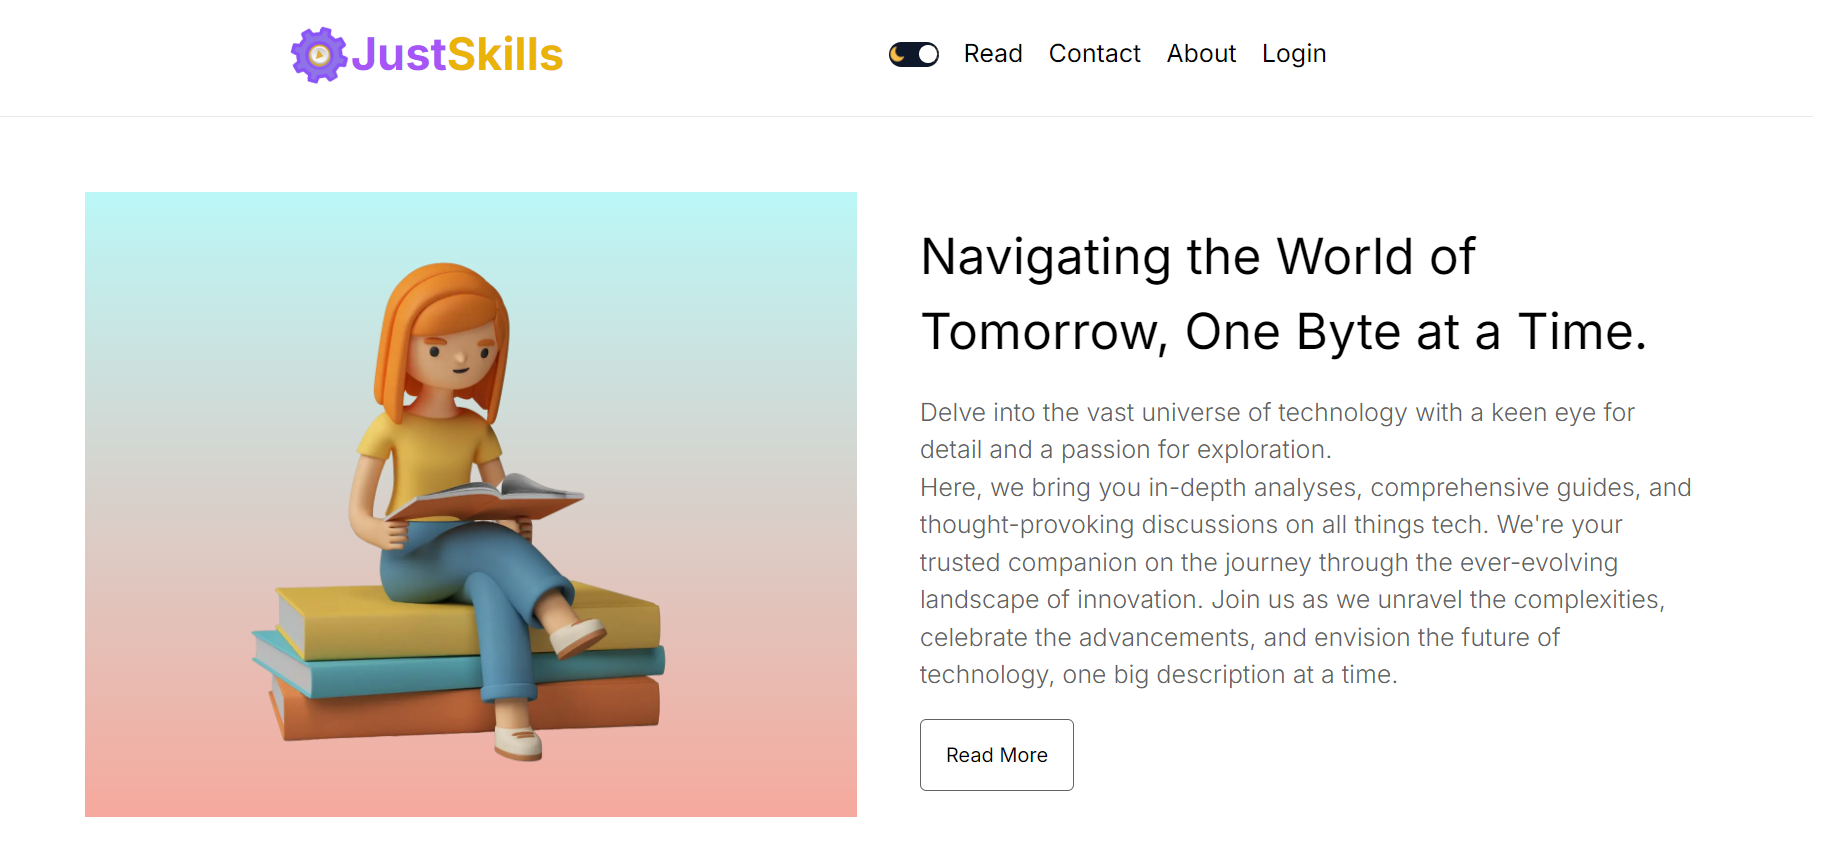 JustSkills
Read Contact About Login
Navigating the World of
Tomorrow, One Byte at a Time.
Delve into the vast universe of technology with a keen eye for
detail and a passion for exploration.
Here, we bring you in-depth analyses, comprehensive guides, and
thought-provoking discussions on all things tech. We're your
trusted companion on the journey through the ever-evolving
landscape of innovation. Join us as we unravel the complexities,
celebrate the advancements, and envision the future of
technology, one big description at a time.
Read More